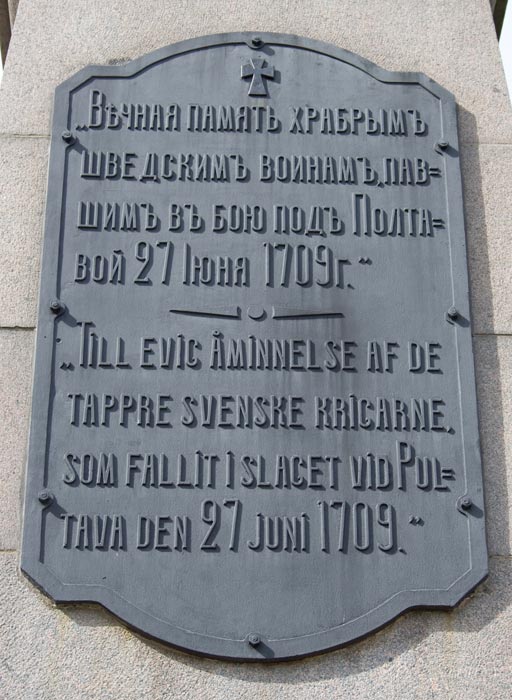 „Вѣчная память храбрымъ
шведскимъ воинамъ, пав=
шимъ въ бою подъ Полта=
вой 27 Iюня 1709 г."
„Till evig åminnelse af de
tappre svenske krigarne,
som fallit i slaget vid Pul=
tava den 27 juni 1709."